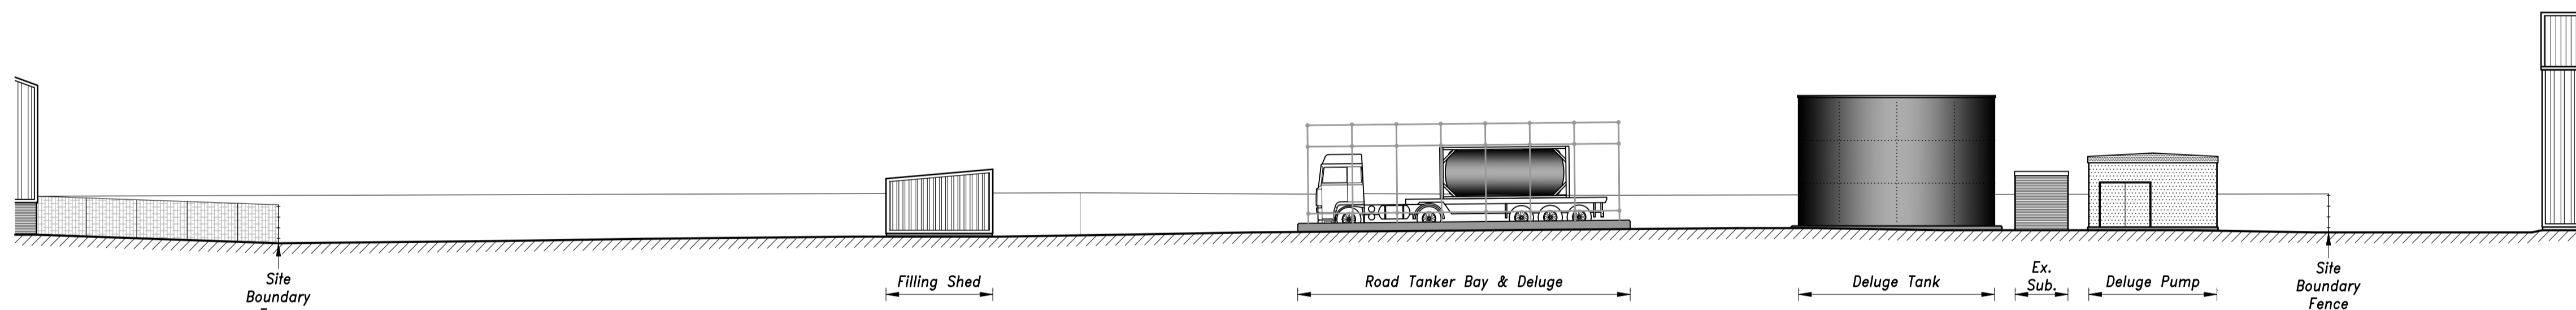 Site
Boundary
Filling Shed
Road Tanker Bay & Deluge
Deluge Tank
Ex.
Sub.
Deluge Pump
Site
Boundary
Fence